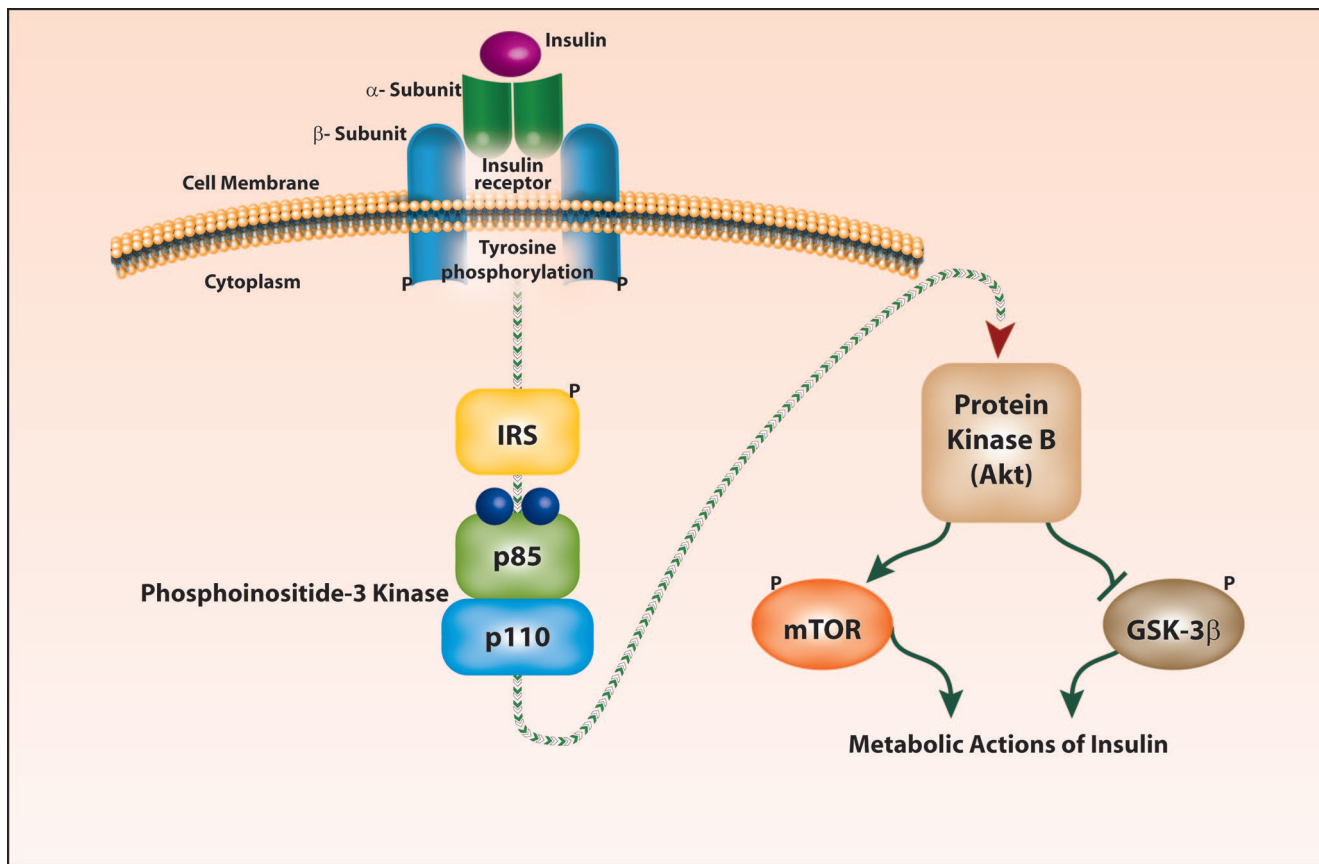 Insulin
α- Subunit
β- Subunit
Insulin
receptor
Cell Membrane
Tyrosine
phosphorylation
Cytoplasm
P
P
P
IRS
p85
Phosphoinositide-3 Kinase
p110
Protein
Kinase B
(Akt)
P
mTOR
P
GSK-3β
Metabolic Actions of Insulin